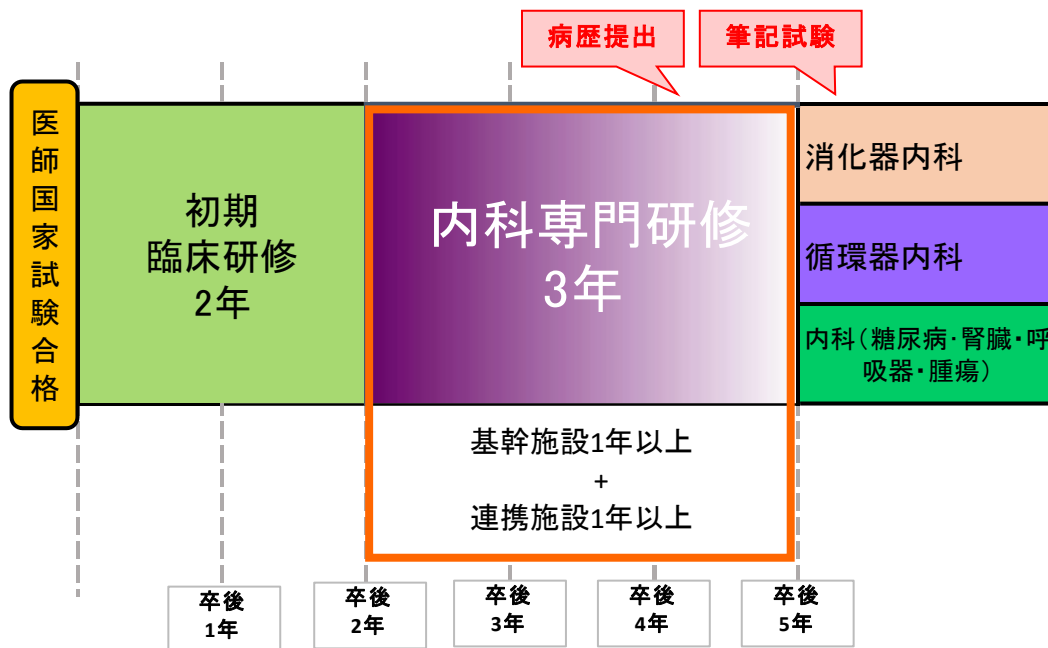 病歴提出
筆記試験
医師国家試験合格
初期
臨床研修
2年
内科専門研修
3年
消化器内科
循環器内科
内科（糖尿病・腎臓・呼
吸器・腫瘍）
基幹施設1年以上
+
連携施設1年以上
卒後
1年
卒後
2年
卒後
3年
卒後
4年
卒後
5年